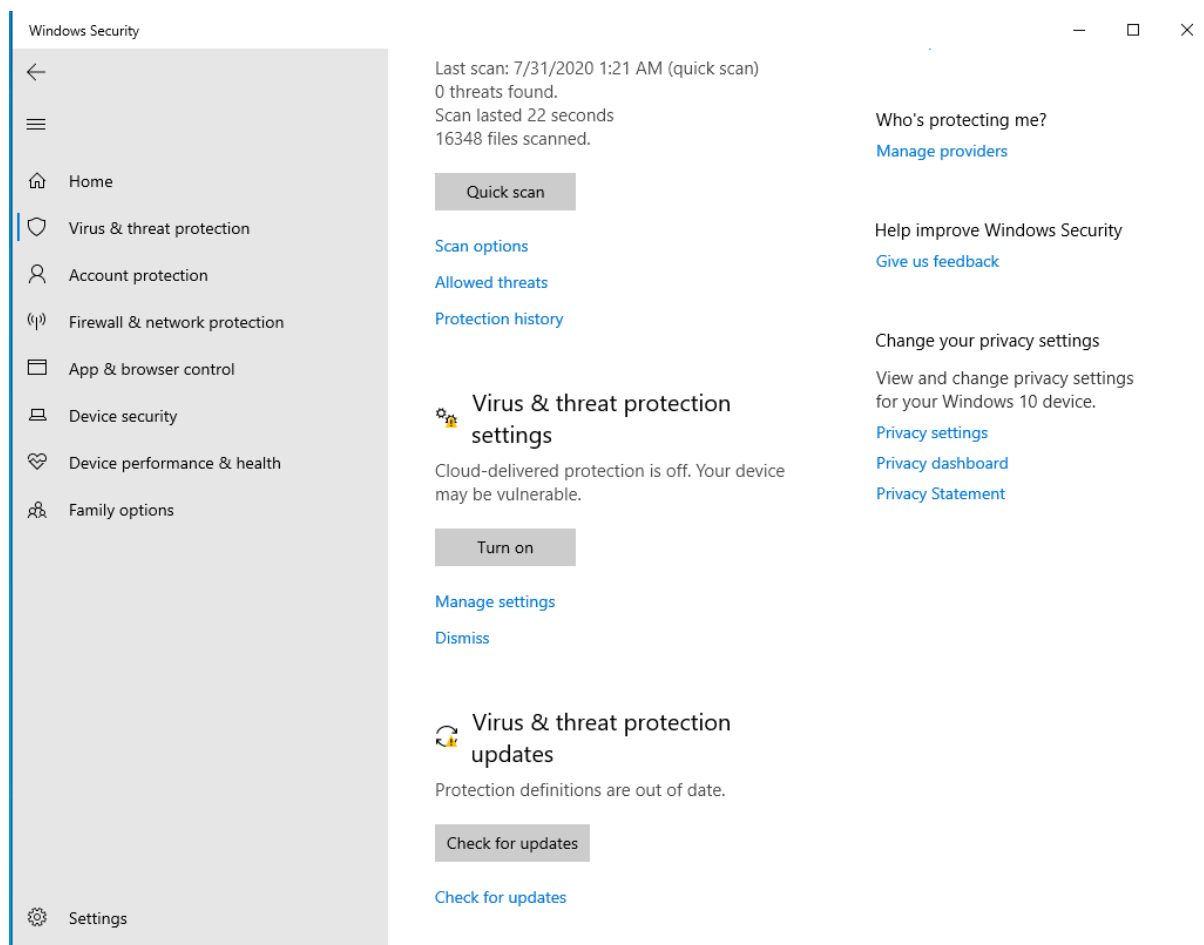 Windows Security
Home
Virus & threat protection
Account protection
Firewall & network protection
App & browser control
Device security
Device performance & health
Family options
Settings
Last scan: 7/31/2020 1:21 AM (quick scan)
0 threats found.
Scan lasted 22 seconds
16348 files scanned.
Quick scan
Scan options
Allowed threats
Protection history
Virus & threat protection
settings
Cloud-delivered protection is off. Your device
may be vulnerable.
Turn on
Manage settings
Dismiss
Virus & threat protection
updates
Protection definitions are out of date.
Check for updates
Check for updates
Who's protecting me?
Manage providers
Help improve Windows Security
Give us feedback
Change your privacy settings
View and change privacy settings
for your Windows 10 device.
Privacy settings
Privacy dashboard
Privacy Statement